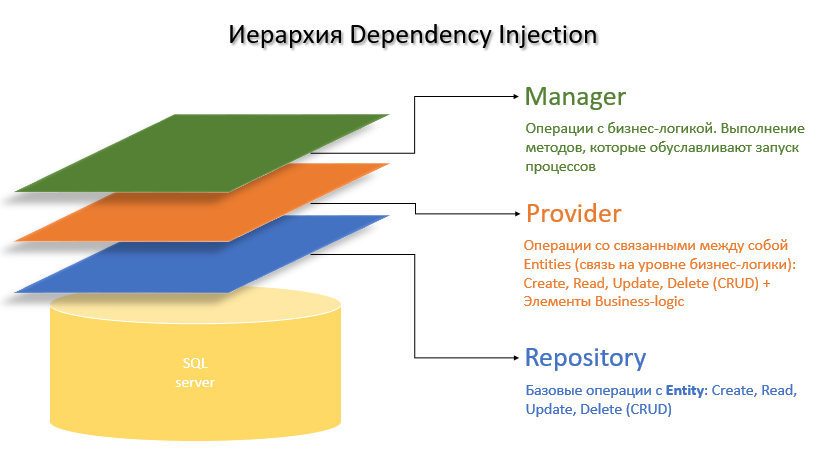 Иерархия Dependency Injection
Manager
Операции с бизнес-логикой. Выполнение
методов, которые обуславливают запуск
процессов
Provider
Операции со связанными между собой
Entities (связь на уровне бизнес-логики):
Create, Read, Update, Delete (CRUD) +
Элементы Business-logic
SQL
server
Repository
Базовые операции с Entity: Create, Read,
Update, Delete (CRUD)